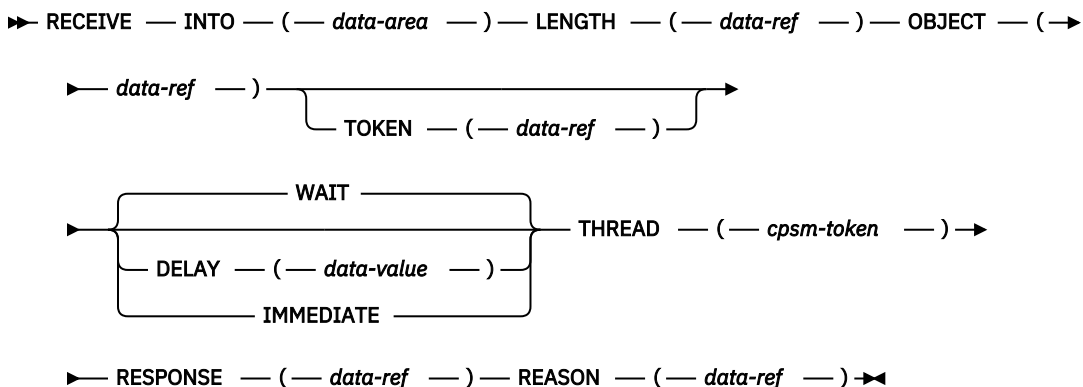 RECEIVE INTO ( data-area ) LENGTH ( data-ref ) OBJECT (
data-ref )
TOKEN ( data-ref )
WAIT
THREAD ( cpsm-token )
DELAY ( data-value )
IMMEDIATE
RESPONSE ( data-ref ) REASON ( data-ref )